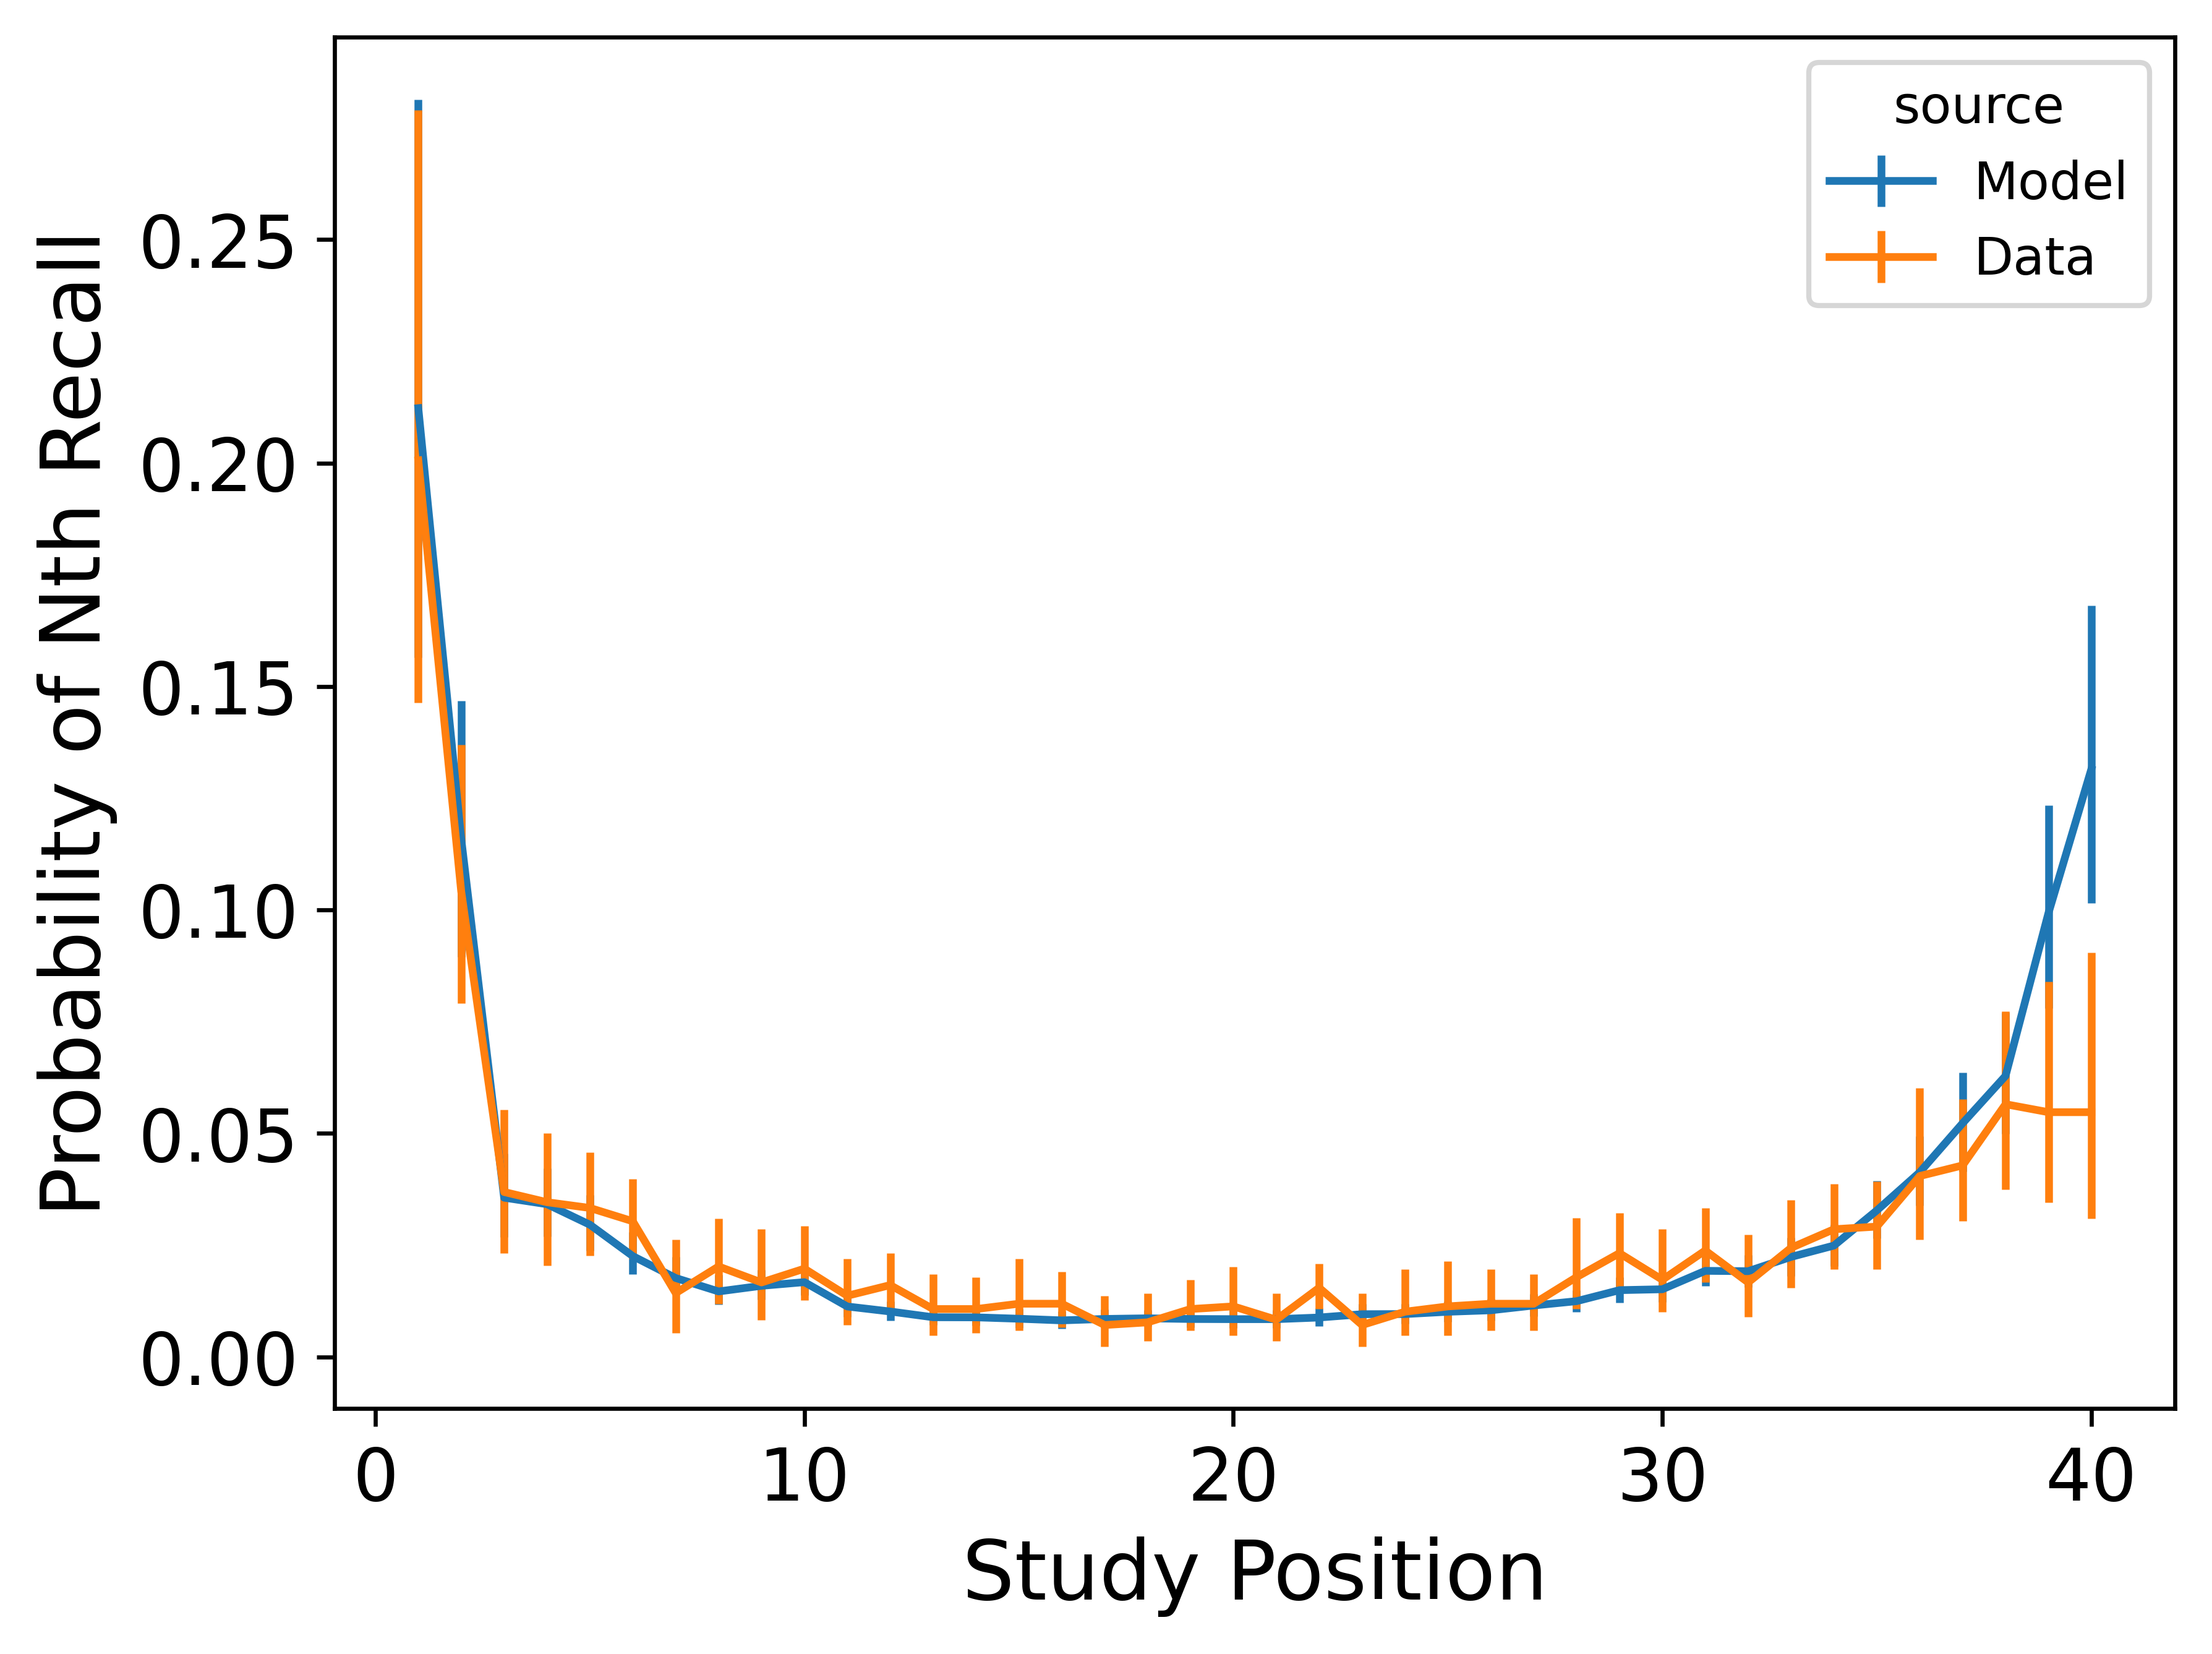 source
Model
Data
Probability of Nth Recall
0.25
0.20
0.15
0.10
0.05
0.00
0 10 20 30 40
Study Position